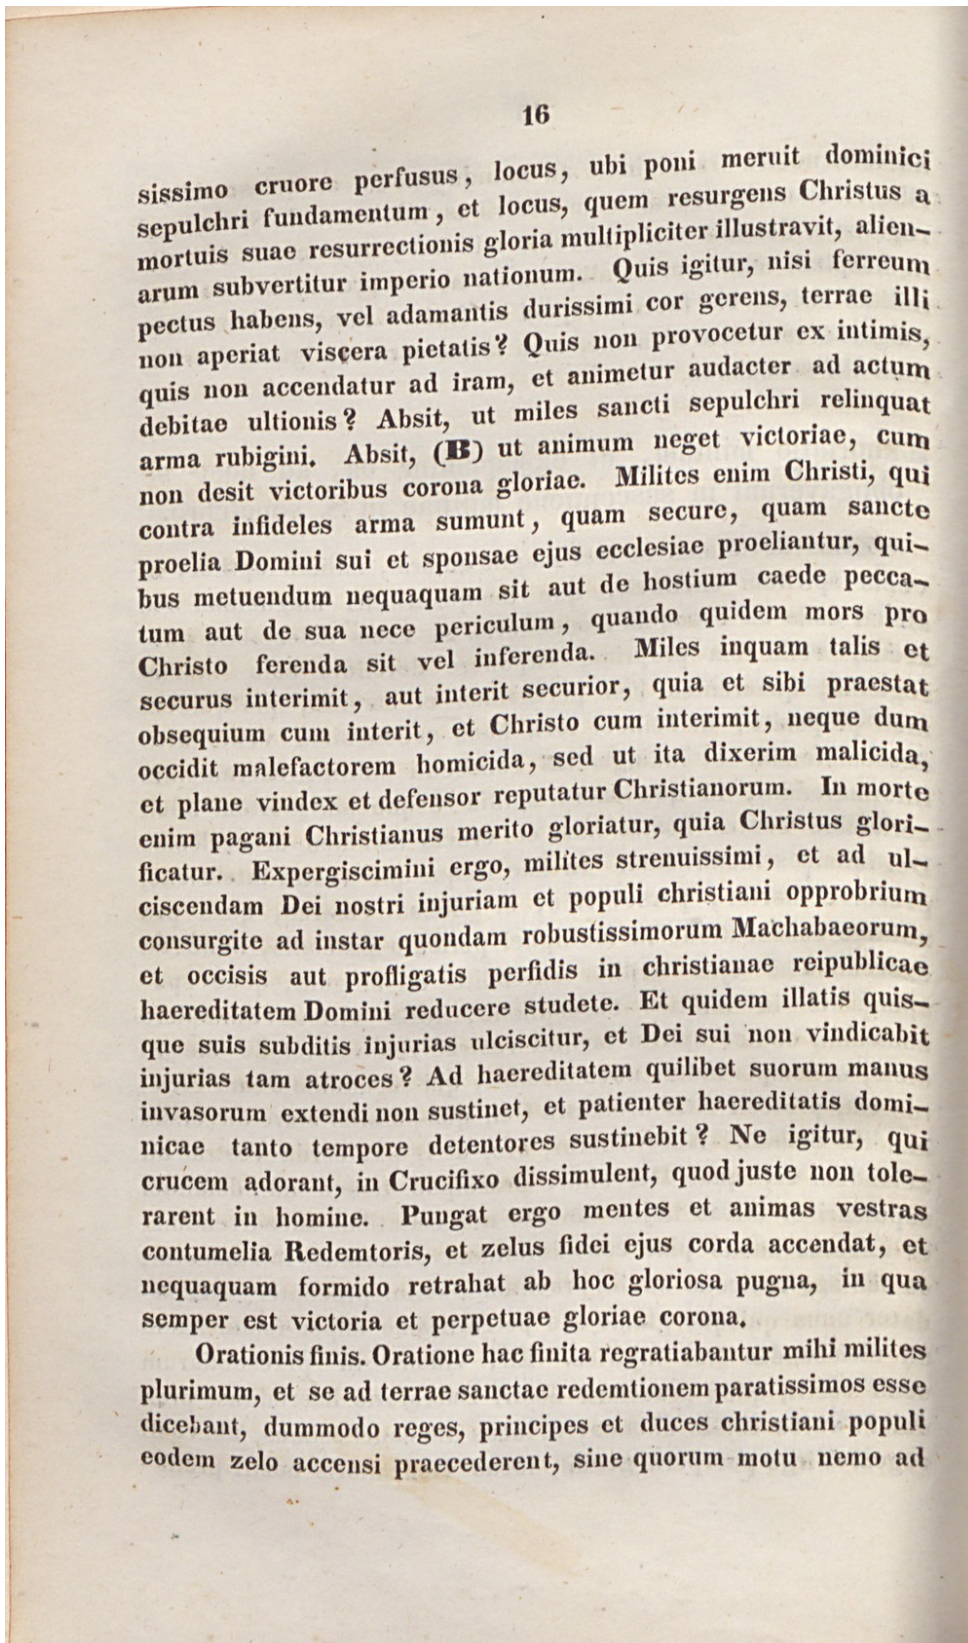 16
sissimo cruore perfusus, locus, ubi poni meruit dominici
sepulchri fundamentum, et locus, quem resurgens Christus a
mortuis suae resurrectionis gloria multipliciter illustravit, alien-
arum subvertitur imperio nationum. Quis igitur, nisi ferreum
pectus habens, vel adamantis durissimi cor gerens, terrae illi
non aperiat viscera pietatis? Quis non provocetur ex intimis,
quis non accendatur ad iram, et animetur audacter ad actum
debitae ultionis? Absit, ut miles sancti sepulchri relinquat
arma rubigini. Absit, (B) ut animum neget victoriae, cum
non desit victoribus corona gloriae. Milites enim Christi, qui
contra infideles arma sumunt, quam secure, quam sancte
proelia Domini sui et sponsae ejus ecclesiae proeliantur, qui-
bus metuendum nequaquam sit aut de hostium caede pecca-
tum aut de sua nece periculum, quando quidem mors pro
Christo ferenda sit vel inferenda. Miles inquam talis et
securus interimit, aut interit securior, quia et sibi praestat
obsequium cum interit, et Christo cum interimit, neque dum
occidit malefactorem homicida, sed ut ita dixerim malicida,
et plane vindex et defensor reputatur Christianorum. In morte
enim pagani Christianus merito gloriatur, quia Christus glori-
ficatur. Expergiscimini ergo, milites strenuissimi, et ad ul-
ciscendam Dei nostri injuriam et populi christiani opprobrium
consurgite ad instar quondam robustissimorum Machabaeorum,
et occisis aut profligatis perfidis in christianae reipublicae
haereditatem Domini reducere studete. Et quidem illatis quis-
que suis subditis injurias ulciscitur, et Dei sui non vindicabit
injurias tam atroces? Ad haereditatem quilibet suorum manus
invasorum extendi non sustinet, et patienter haereditatis domi-
nicae tanto tempore detentores sustinebit? Ne igitur, qui
crucem adorant, in Crucifixo dissimulent, quod juste non tole-
rarent in homine. Pungat ergo mentes et animas vestras
contumelia Redemtoris, et zelus fidei ejus corda accendat, et
nequaquam formido retrahat ab hoc gloriosa pugna, in qua
semper est victoria et perpetuae gloriae corona.
Orationis finis. Oratione hac finita regratiabantur mihi milites
plurimum, et se ad terrae sanctae redemtionem paratissimos esse
dicebant, dummodo reges, principes et duces christiani populi
eodem zelo accensi praecederent, sine quorum motu nemo ad